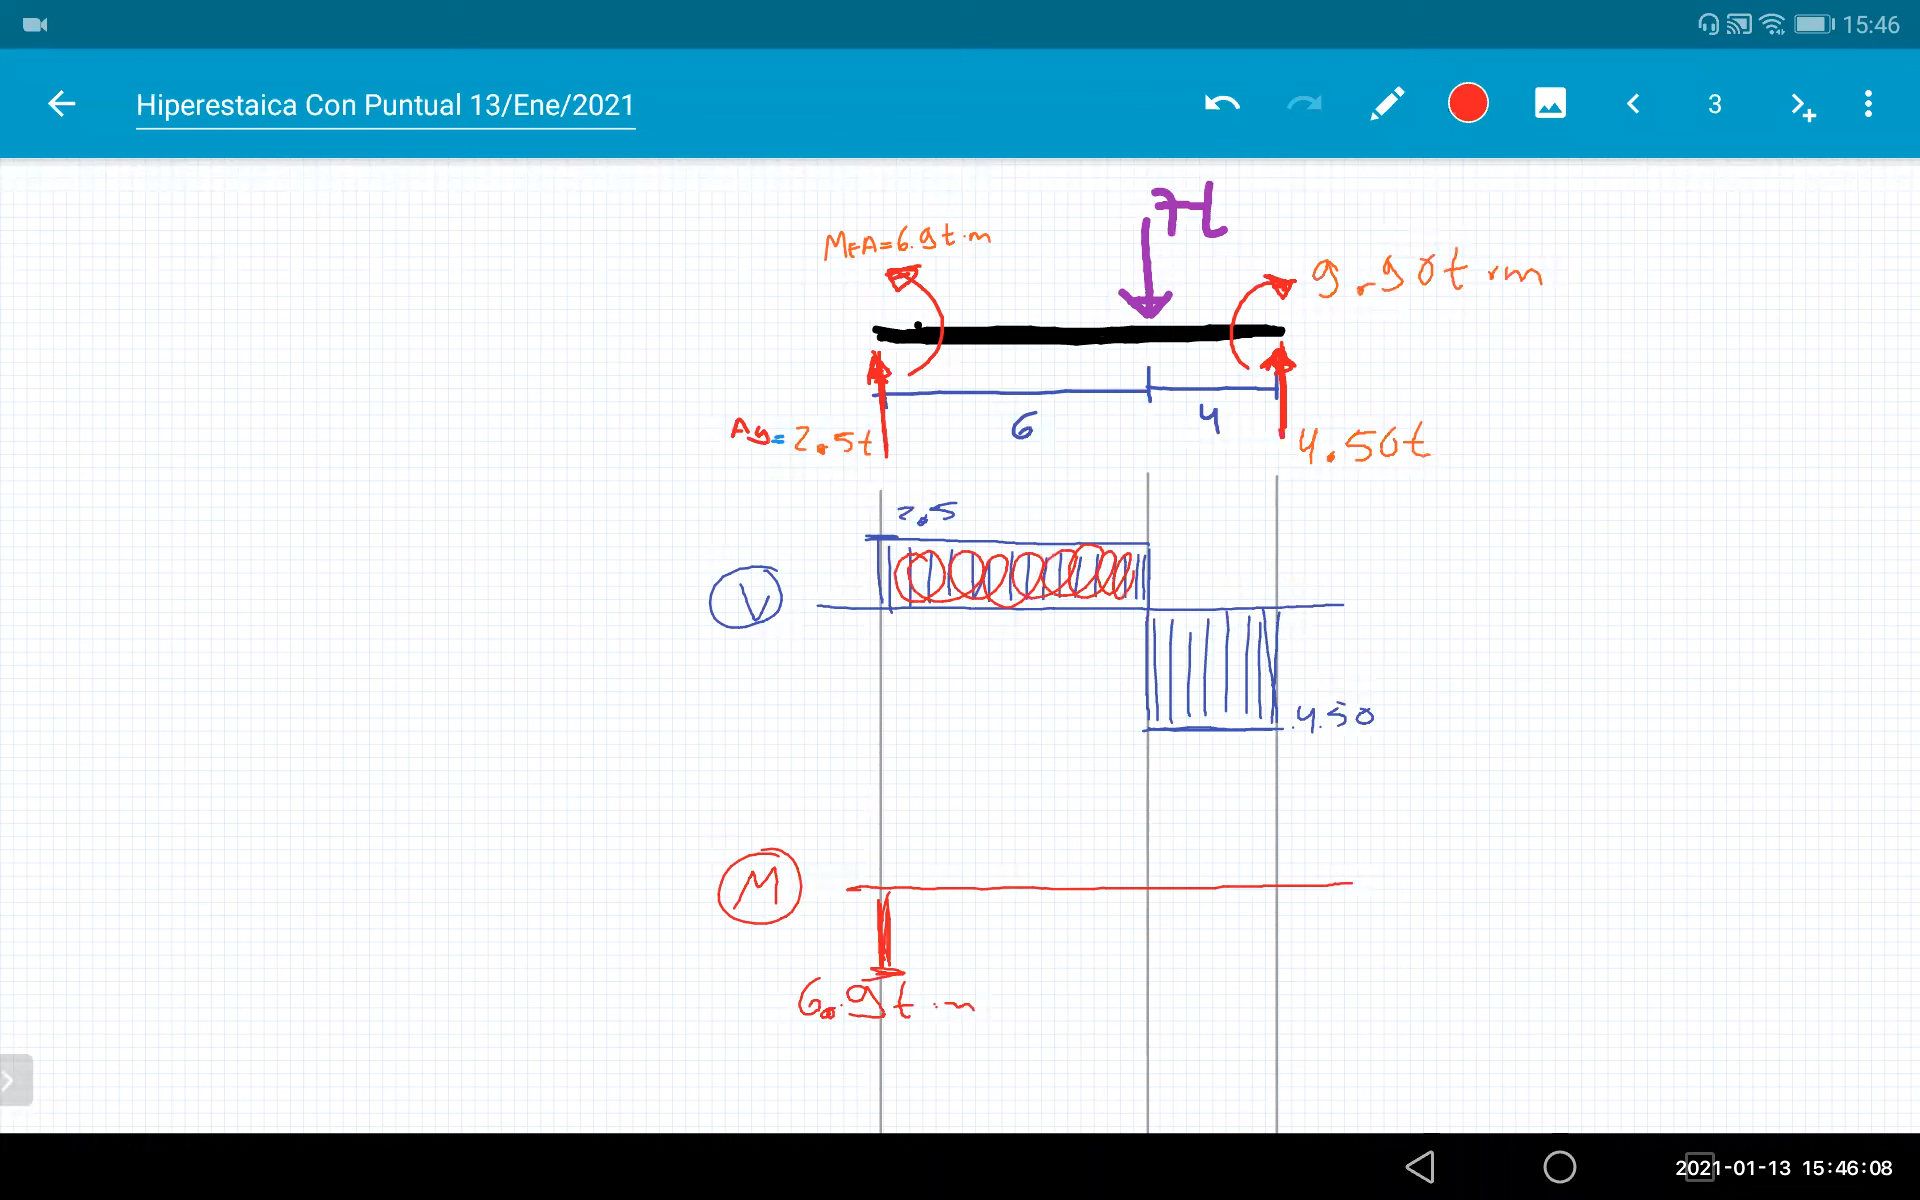 15:46
Hiperestaica Con Puntual 13/Ene/2021
3
7t
MEA=6.9t.m
9.90t.m
6
4
Ay=2.5t
4.50t
2.5
V
4.50
M
6.9t.m
2021-01-13 15:46:08